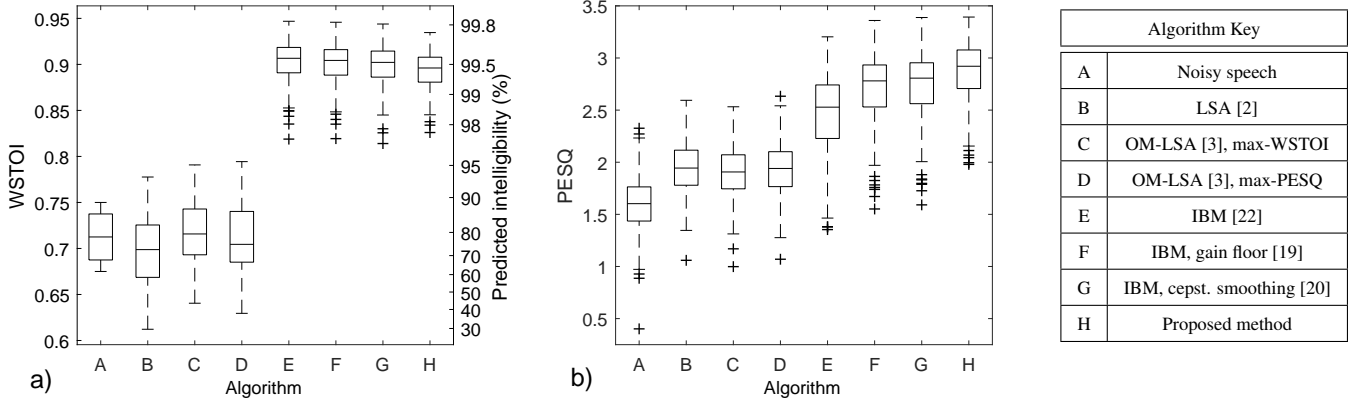 0.95
0.9
0.85
0.8
0.75
0.7
0.65
0.6
WSTOI
99.8
99.5
99
98
95
90
80
70
60
50
40
30
Predicted intelligibility (%)
A B C D E F G H
a)
Algorithm
3.5
3
2.5
2
1.5
1
0.5
PESQ
A B C D E F G H
b)
Algorithm
Algorithm Key
A Noisy speech
B LSA [2]
C OM-LSA [3], max-WSTOI
D OM-LSA [3], max-PESQ
E IBM [22]
F IBM, gain floor [19]
G IBM, cepst. smoothing [20]
H Proposed method